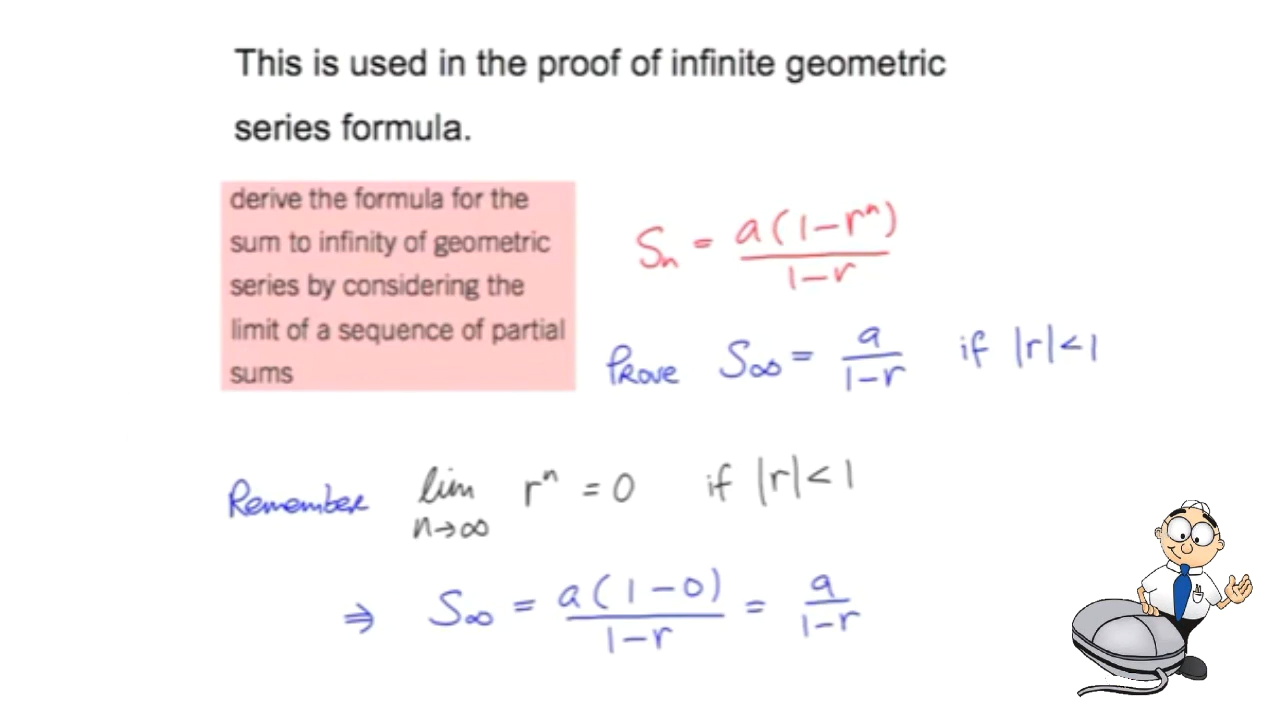 This is used in the proof of infinite geometric
series formula.
derive the formula for the
sum to infinity of geometric
series by considering the
limit of a sequence of partial
sums
Sₙ = a(1-rⁿ)/1-r
Prove S∞ = a/1-r if |r|<1
Remember lim n→∞ rⁿ = 0 if |r|<1
⇒ S∞ = a(1-0)/1-r = a/1-r